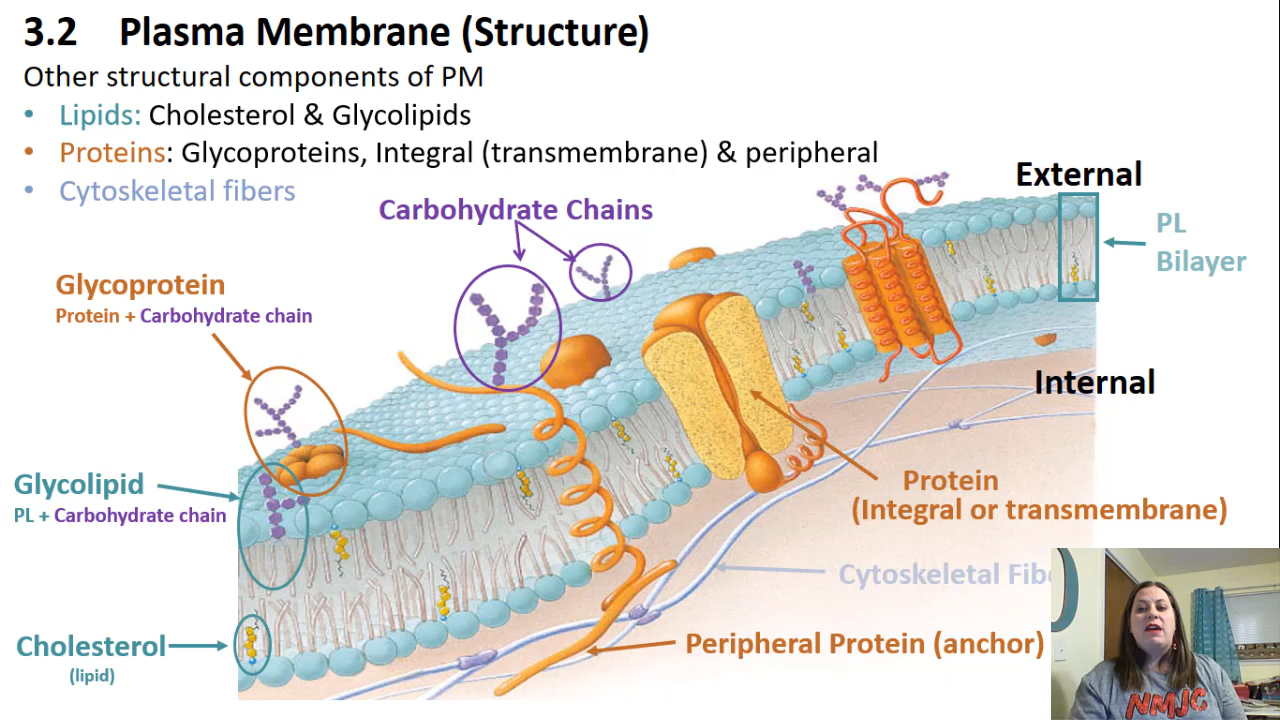 3.2 Plasma Membrane (Structure)
Other structural components of PM
• Lipids: Cholesterol & Glycolipids
• Proteins: Glycoproteins, Integral (transmembrane) & peripheral
• Cytoskeletal fibers
External
Carbohydrate Chains
PL
Bilayer
Glycoprotein
Protein + Carbohydrate chain
Internal
Glycolipid
PL + Carbohydrate chain
Protein
(Integral or transmembrane)
Cytoskeletal
Cholesterol
(lipid)
Peripheral Protein (anchor)
NMJC